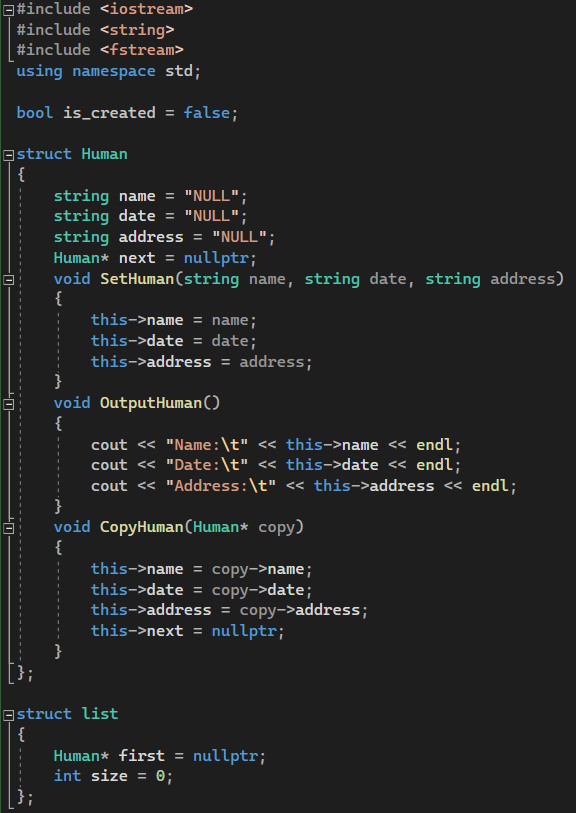 #include <iostream>
#include <string>
#include <fstream>
using namespace std;

bool is_created = false;

struct Human
{
    string name = "NULL";
    string date = "NULL";
    string address = "NULL";
    Human* next = nullptr;
    void SetHuman(string name, string date, string address)
    {
        this->name = name;
        this->date = date;
        this->address = address;
    }
    void OutputHuman()
    {
        cout << "Name:\t" << this->name << endl;
        cout << "Date:\t" << this->date << endl;
        cout << "Address:\t" << this->address << endl;
    }
    void CopyHuman(Human* copy)
    {
        this->name = copy->name;
        this->date = copy->date;
        this->address = copy->address;
        this->next = nullptr;
    }
};

struct list
{
    Human* first = nullptr;
    int size = 0;
};